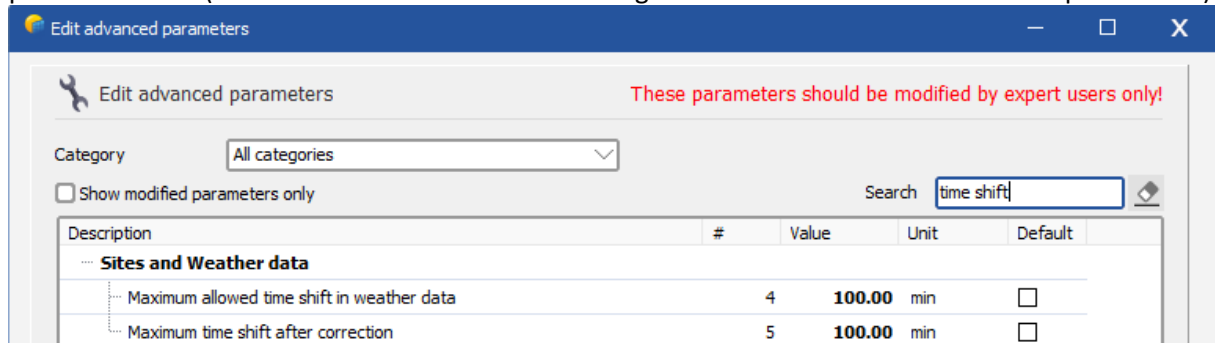 Edit advanced parameters
Edit advanced parameters These parameters should be modified by expert users only!
Category All categories
Show modified parameters only Search time shift
Description # Value Unit Default
Sites and Weather data
Maximum allowed time shift in weather data 4 100.00 min
Maximum time shift after correction 5 100.00 min